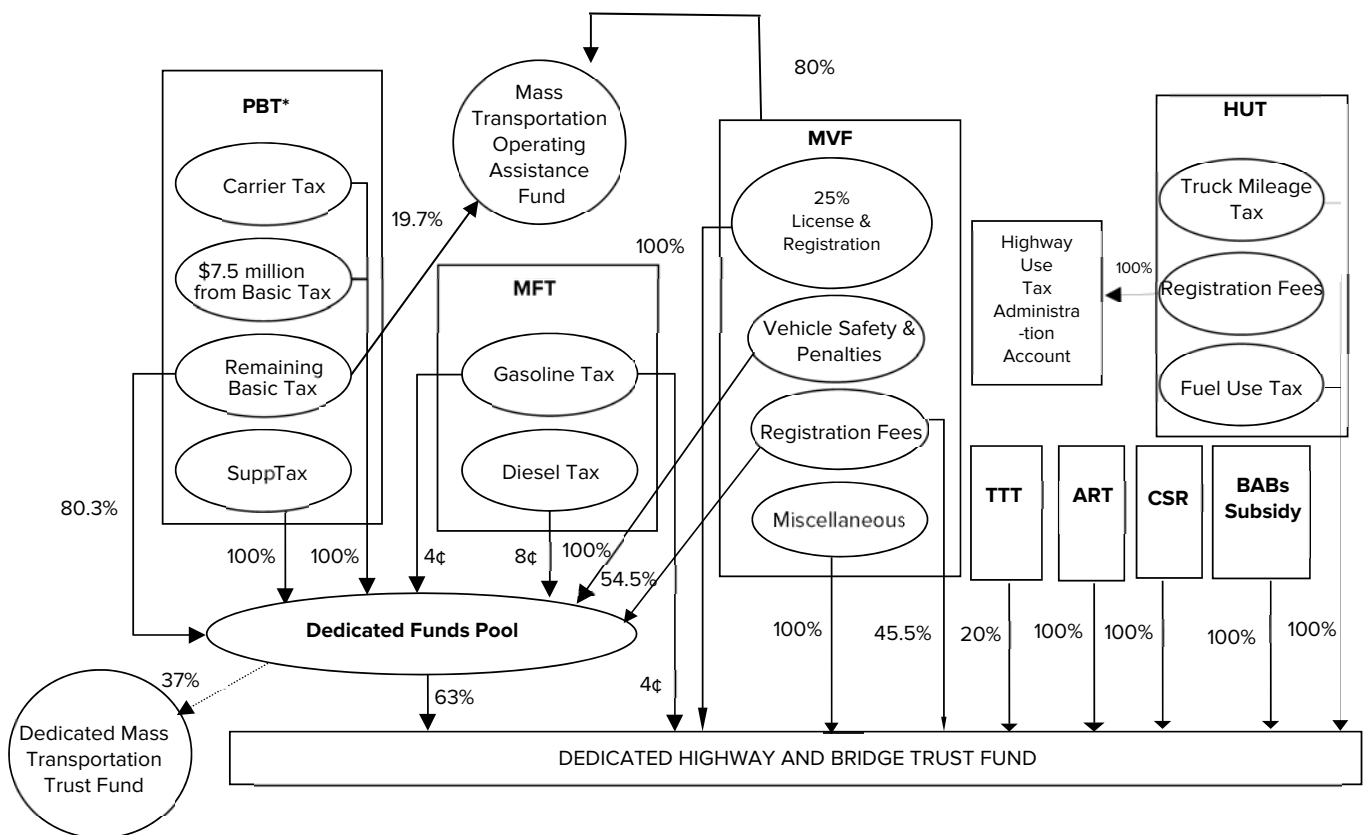 80%
PBT*
Carrier Tax
$7.5 million
from Basic Tax
Remaining
Basic Tax
SuppTax
Mass
Transportation
Operating
Assistance
Fund
19.7%
MFT
Gasoline Tax
Diesel Tax
100%
MVF
25%
License &
Registration
Vehicle Safety &
Penalties
Registration Fees
Miscellaneous
Highway
Use
Tax
Administra
-tion
Account
100%
HUT
Truck Mileage
Tax
Registration Fees
Fuel Use Tax
TTT
ART
CSR
BABs
Subsidy
80.3%
100%
100%
4¢
8¢
100%
54.5%
Dedicated Funds Pool
100%
45.5%
20%
100%
100%
100%
100%
37%
63%
4¢
Dedicated Mass
Transportation
Trust Fund
DEDICATED HIGHWAY AND BRIDGE TRUST FUND